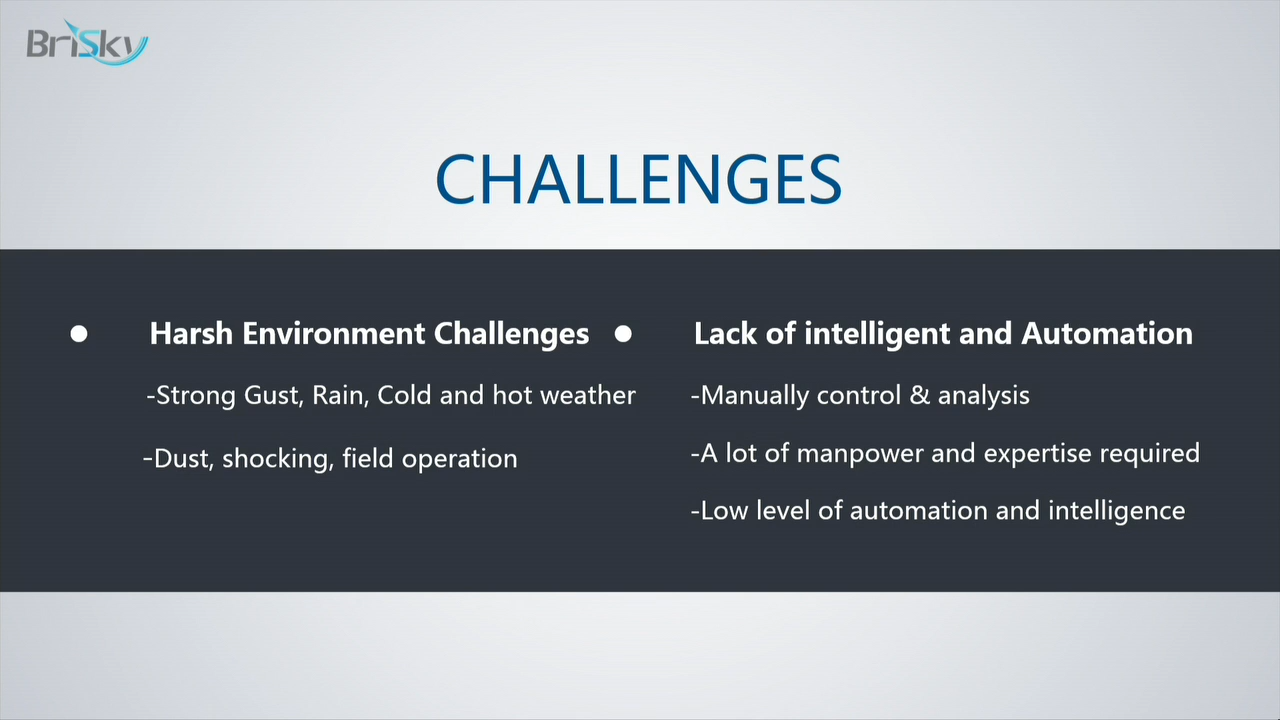 BriSky
CHALLENGES
● Harsh Environment Challenges
-Strong Gust, Rain, Cold and hot weather
-Dust, shocking, field operation
● Lack of intelligent and Automation
-Manually control & analysis
-A lot of manpower and expertise required
-Low level of automation and intelligence